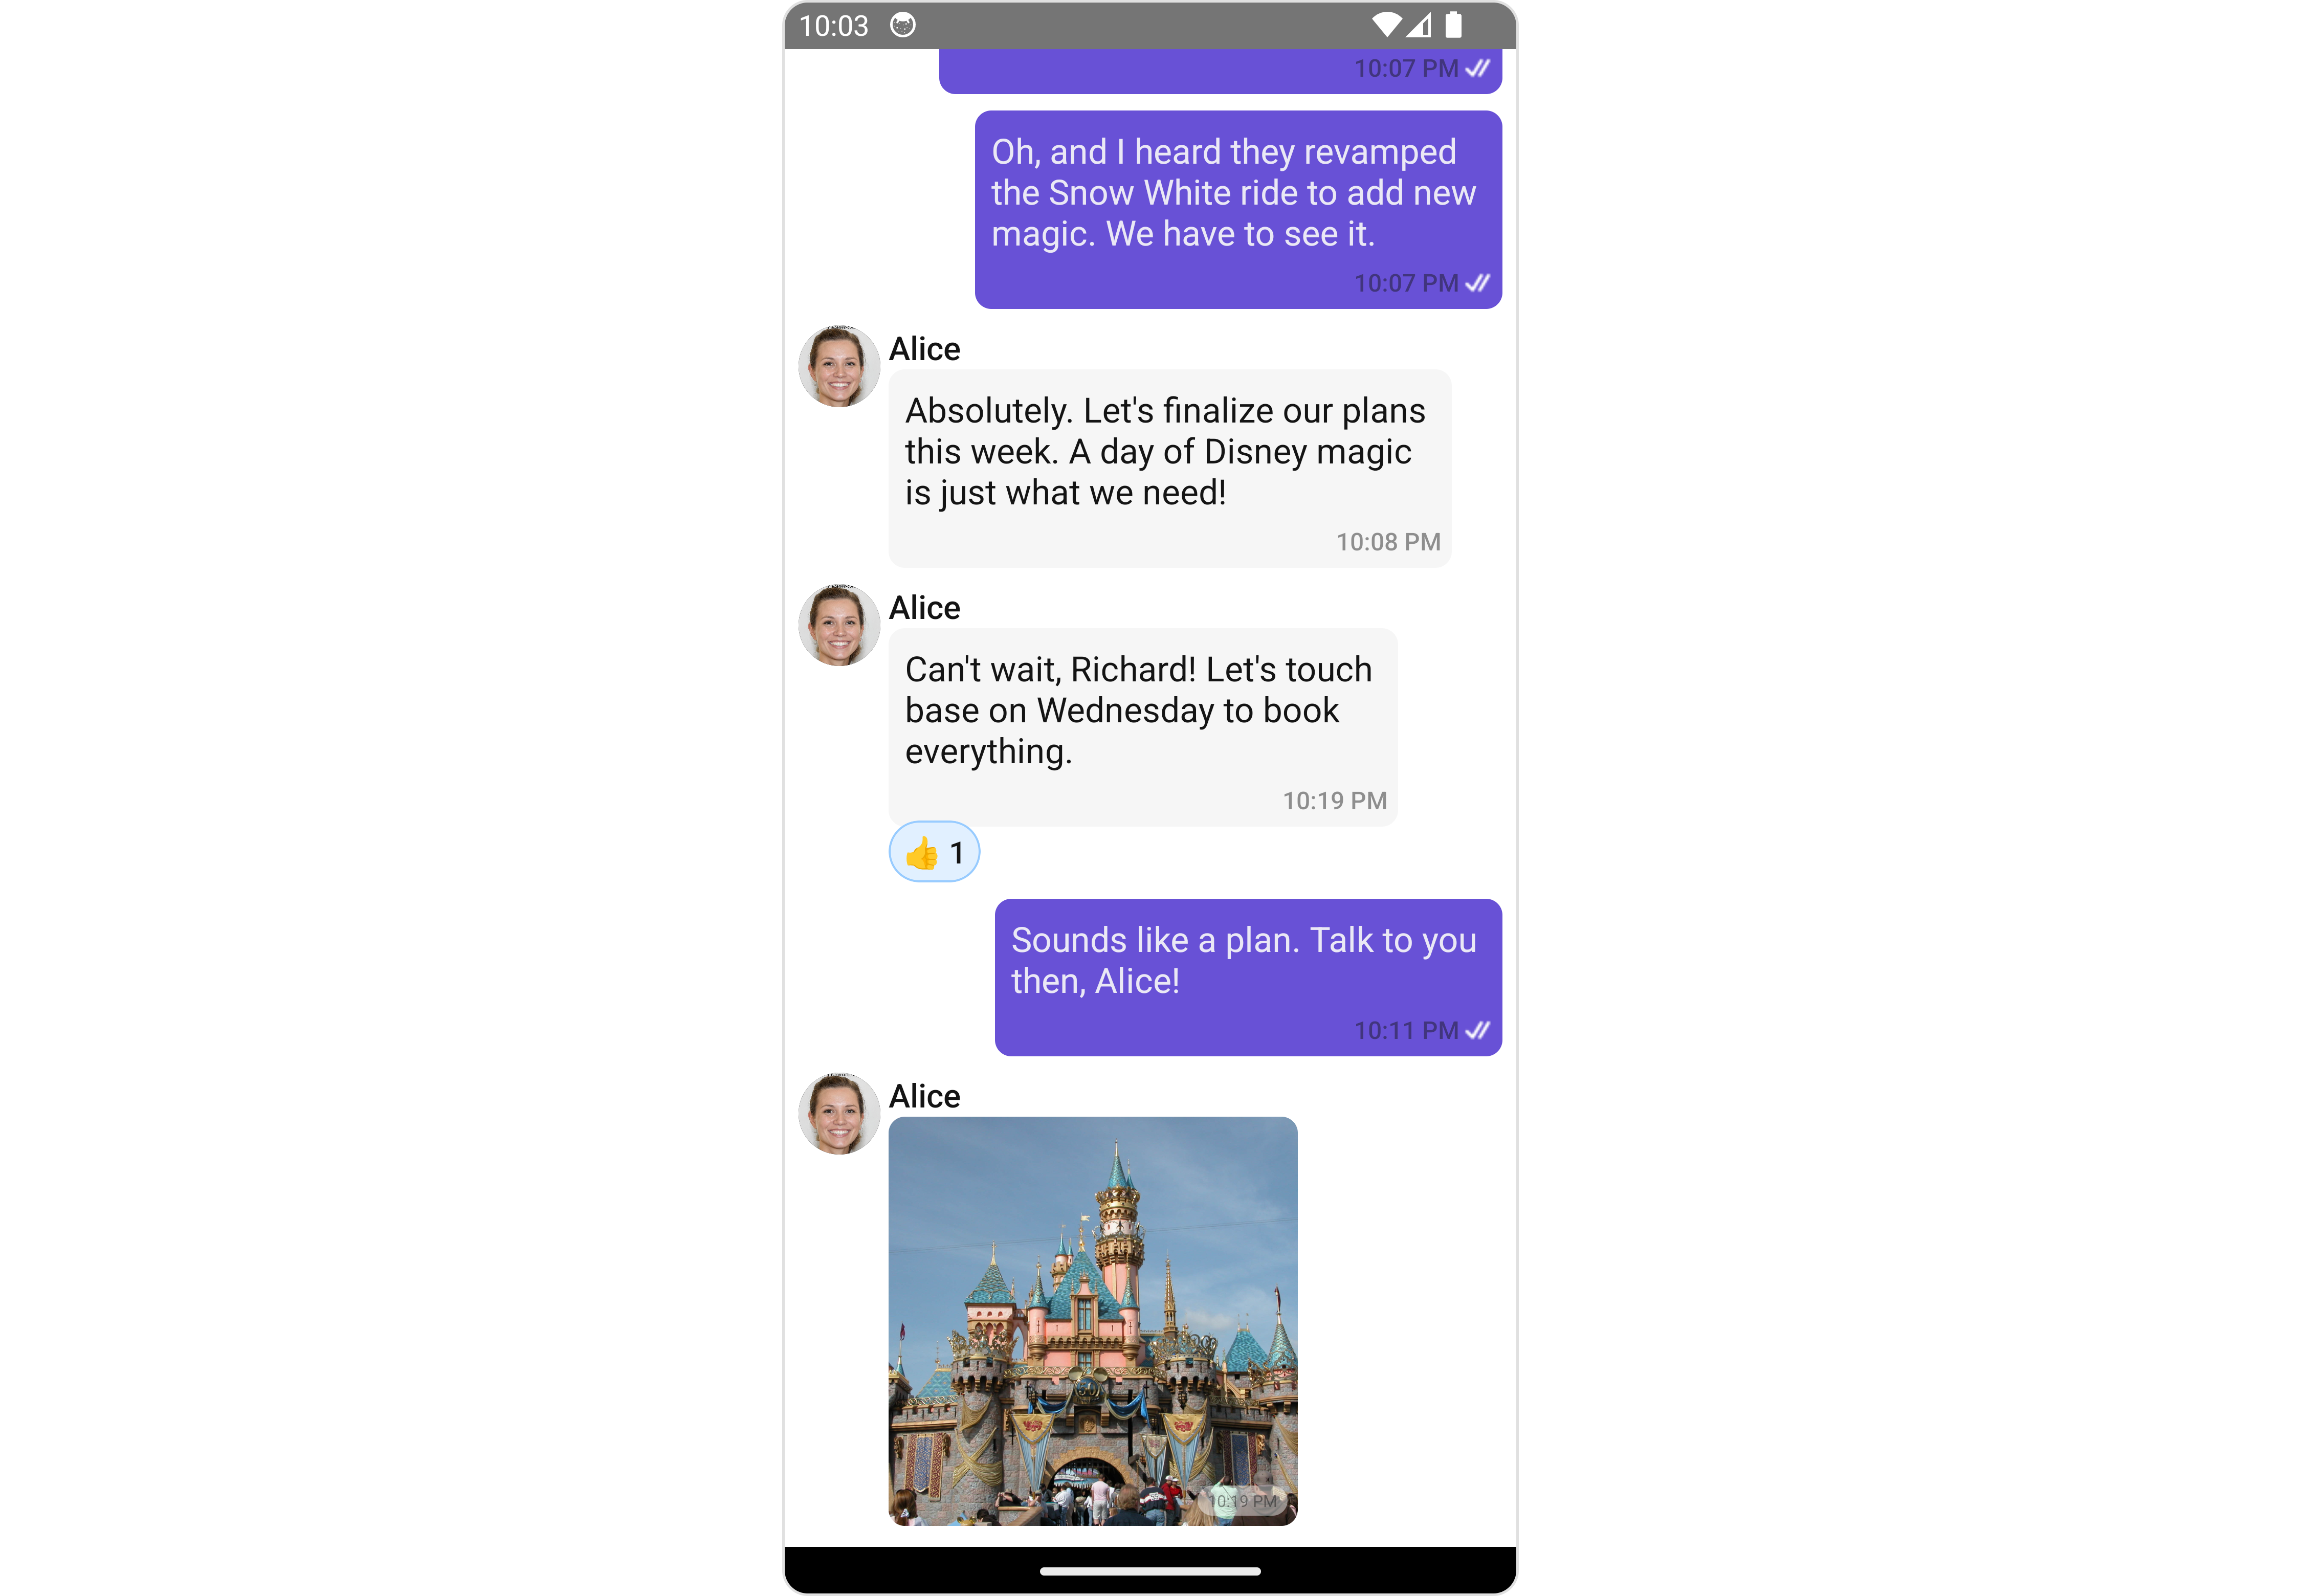 10:03
10:07 PM
Oh, and I heard they revamped
the Snow White ride to add new
magic. We have to see it.
10:07 PM
Alice
Absolutely. Let's finalize our plans
this week. A day of Disney magic
is just what we need!
10:08 PM
Alice
Can't wait, Richard! Let's touch
base on Wednesday to book
everything.
10:19 PM
👍 1
Sounds like a plan. Talk to you
then, Alice!
10:11 PM
Alice
10:19 PM